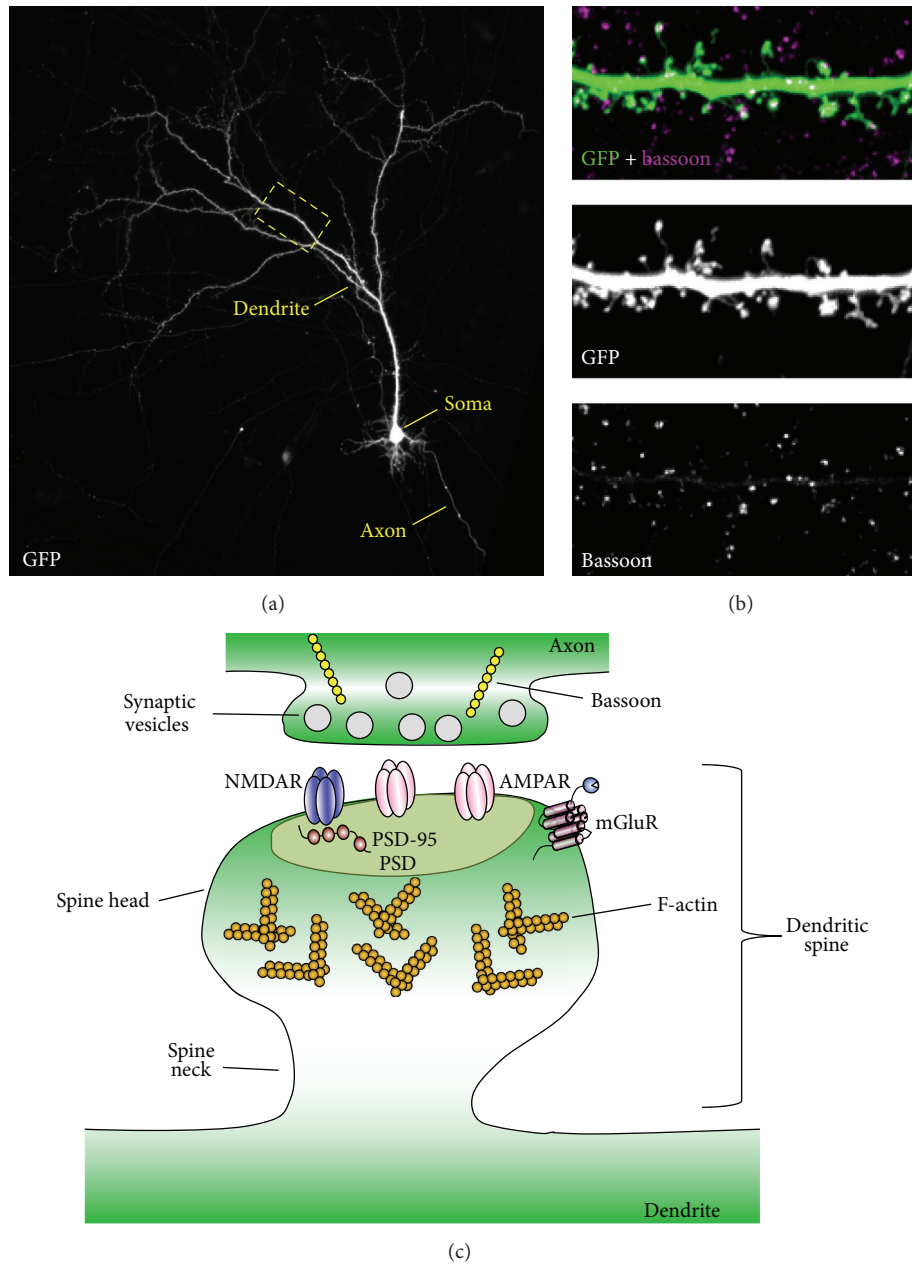 Dendrite
Soma
Axon
GFP
(a)
GFP + bassoon
GFP
Bassoon
(b)
Axon
Synaptic
vesicles
Bassoon
NMDAR
AMPAR
mGluR
PSD-95
PSD
Spine head
F-actin
Dendritic
spine
Spine
neck
Dendrite
(c)